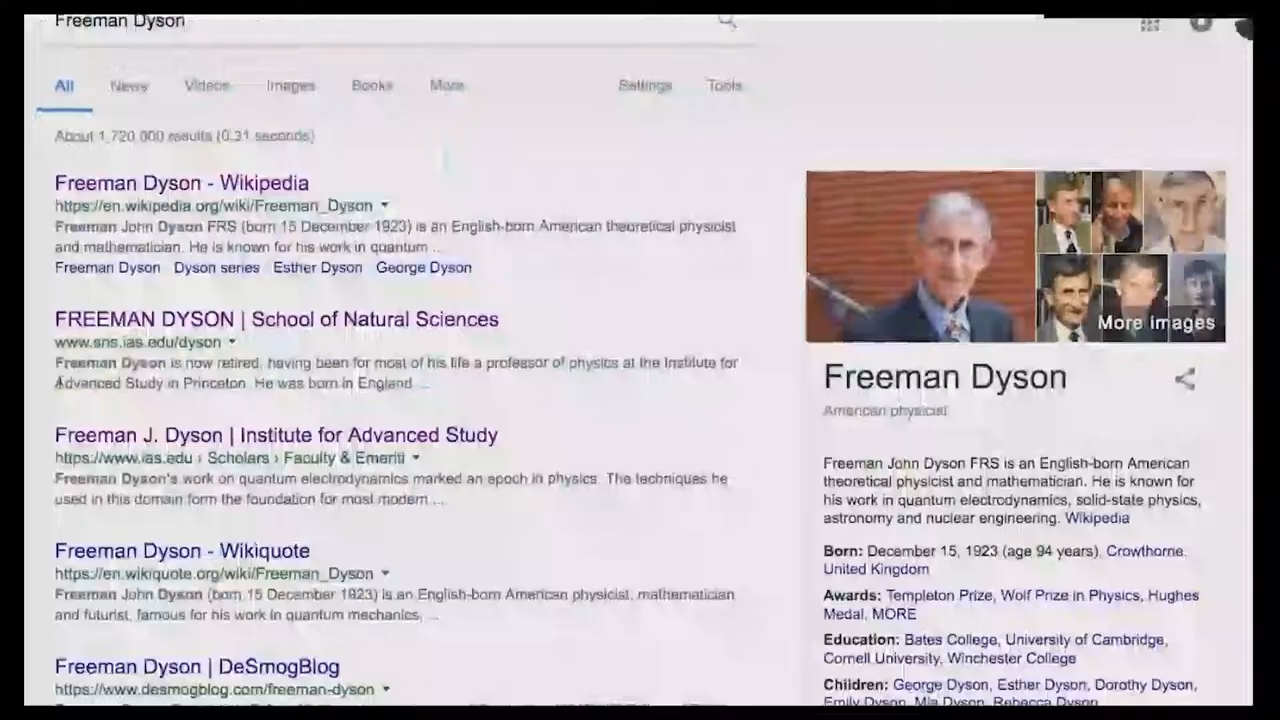 Freeman Dyson
All News Videos Images Books More Settings Tools
About 1,720,000 results (0.31 seconds)
Freeman Dyson - Wikipedia
https://en.wikipedia.org/wiki/Freeman_Dyson
Freeman John Dyson FRS (born 15 December 1923) is an English-born American theoretical physicist
and mathematician. He is known for his work in quantum ...
Freeman Dyson Dyson series Esther Dyson George Dyson
FREEMAN DYSON | School of Natural Sciences
www.sns.ias.edu/dyson
Freeman Dyson is now retired, having been for most of his life a professor of physics at the Institute for
Advanced Study in Princeton. He was born in England ...
Freeman J. Dyson | Institute for Advanced Study
https://www.ias.edu › Scholars › Faculty & Emeriti
Freeman Dyson's work on quantum electrodynamics marked an epoch in physics. The techniques he
used in this domain form the foundation for most modern ...
Freeman Dyson - Wikiquote
https://en.wikiquote.org/wiki/Freeman_Dyson
Freeman John Dyson (born 15 December 1923) is an English-born American physicist, mathematician
and futurist, famous for his work in quantum mechanics, ...
Freeman Dyson | DeSmogBlog
https://www.desmogblog.com/freeman-dyson
More images
Freeman Dyson
American physicist
Freeman John Dyson FRS is an English-born American
theoretical physicist and mathematician. He is known for
his work in quantum electrodynamics, solid-state physics,
astronomy and nuclear engineering. Wikipedia
Born: December 15, 1923 (age 94 years), Crowthorne,
United Kingdom
Awards: Templeton Prize, Wolf Prize in Physics, Hughes
Medal, MORE
Education: Bates College, University of Cambridge,
Cornell University, Winchester College
Children: George Dyson, Esther Dyson, Dorothy Dyson,
Emily Dyson, Mia Dyson, Rebecca Dyson